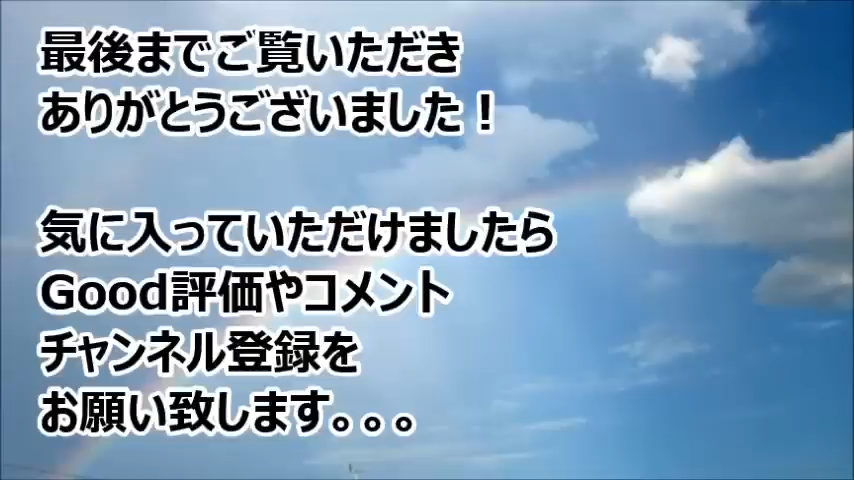 最後までご覧いただき
ありがとうございました！
気に入っていただけましたら
Good評価やコメント
チャンネル登録を
お願い致します。。。